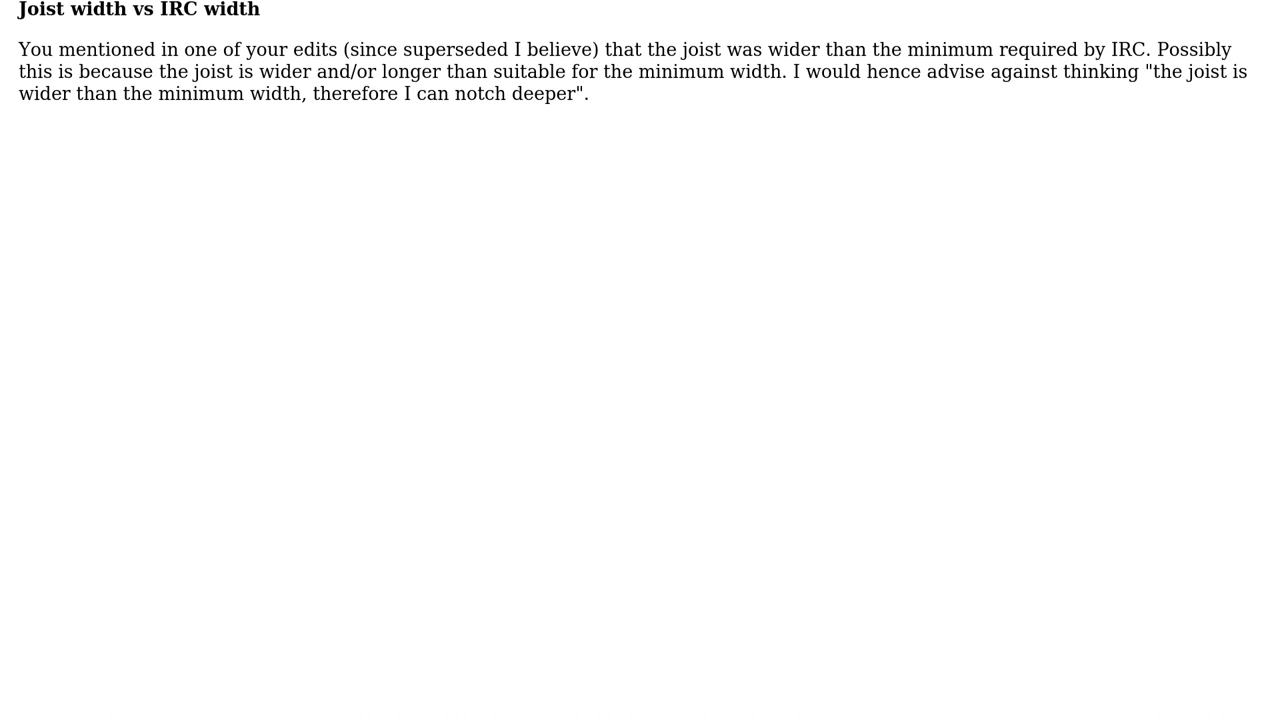 Joist width vs IRC width
You mentioned in one of your edits (since superseded I believe) that the joist was wider than the minimum required by IRC. Possibly
this is because the joist is wider and/or longer than suitable for the minimum width. I would hence advise against thinking "the joist is
wider than the minimum width, therefore I can notch deeper".